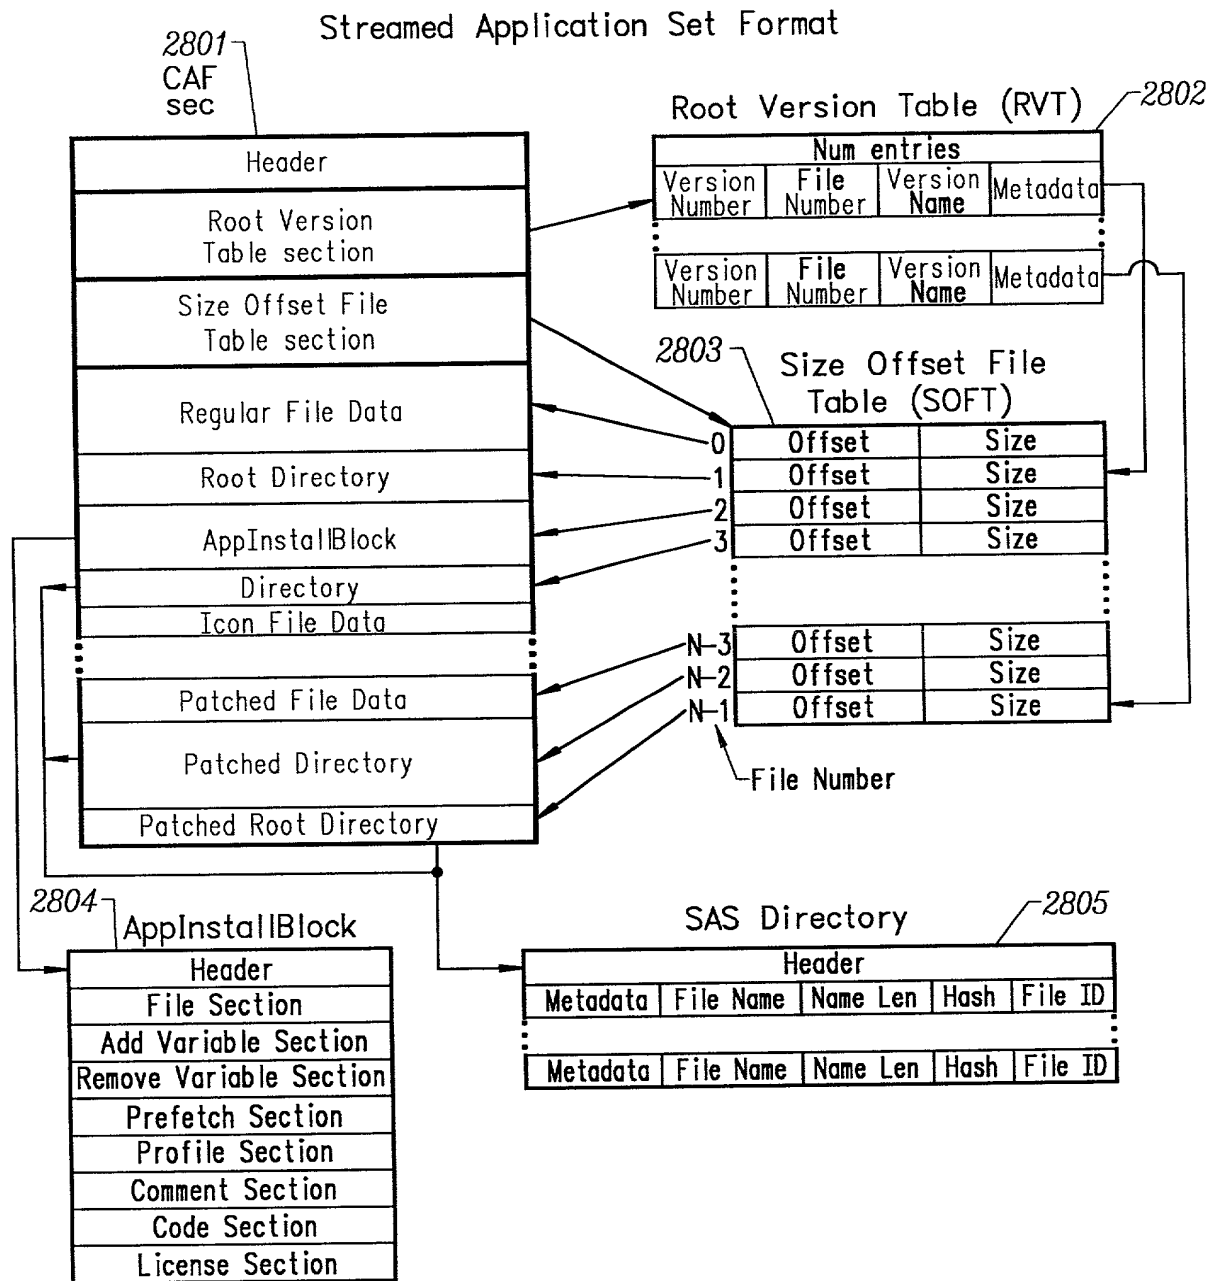 Streamed Application Set Format
2801
CAF
sec
Header
Root Version
Table section
Size Offset File
Table section
Regular File Data
Root Directory
AppInstallBlock
Directory
Icon File Data
Patched File Data
Patched Directory
Patched Root Directory
Root Version Table (RVT)
2802
Num entries
Version Number File Number Version Name Metadata
Version Number File Number Version Name Metadata
2803
Size Offset File
Table (SOFT)
0 Offset Size
1 Offset Size
2 Offset Size
3 Offset Size
N-3 Offset Size
N-2 Offset Size
N-1 Offset Size
File Number
2804
AppInstallBlock
Header
File Section
Add Variable Section
Remove Variable Section
Prefetch Section
Profile Section
Comment Section
Code Section
License Section
SAS Directory
2805
Header
Metadata File Name Name Len Hash File ID
Metadata File Name Name Len Hash File ID